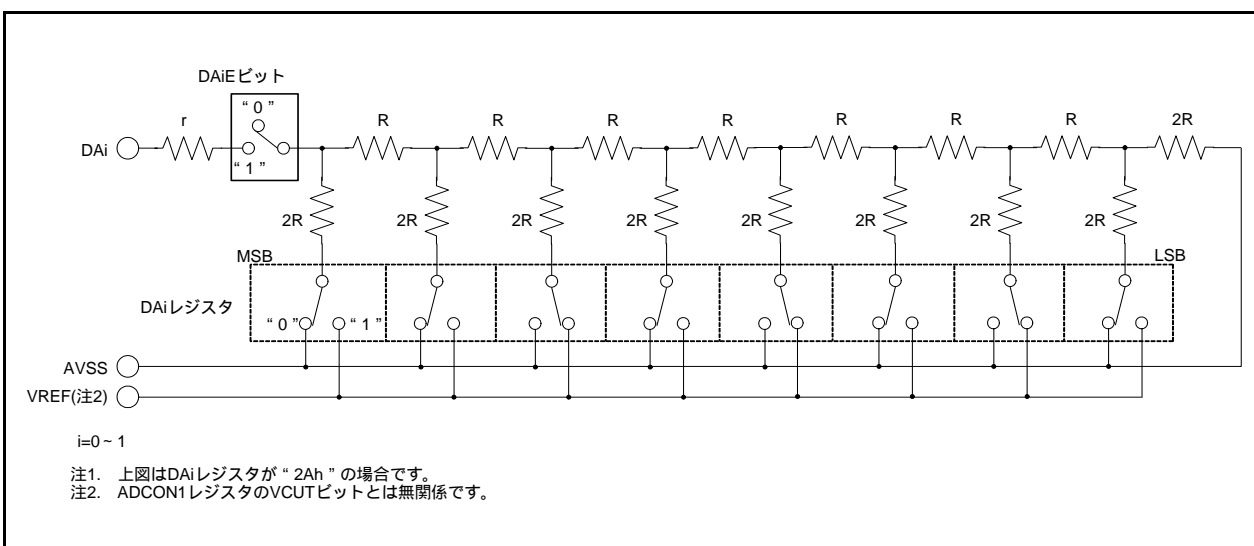 DAiEビット
“ 0 ”
r
R R R R R R R 2R
DAi
“ 1 ”
2R 2R 2R 2R 2R 2R 2R 2R
MSB
LSB
DAiレジスタ
“ 0 ” “ 1 ”
AVSS
VREF(注2)
i=0 ~ 1
注1. 上図はDAiレジスタが “ 2Ah ” の場合です。
注2. ADCON1レジスタのVCUTビットとは無関係です。